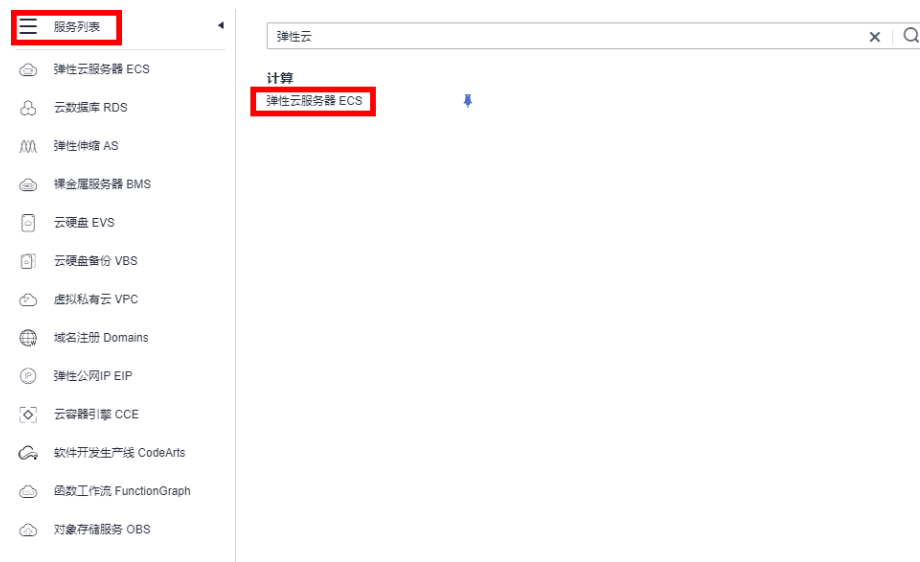 服务列表
弹性云服务器 ECS
云数据库 RDS
弹性伸缩 AS
裸金属服务器 BMS
云硬盘 EVS
云硬盘备份 VBS
虚拟私有云 VPC
域名注册 Domains
弹性公网IP EIP
云容器引擎 CCE
软件开发生产线 CodeArts
函数工作流 FunctionGraph
对象存储服务 OBS
弹性云
计算
弹性云服务器 ECS